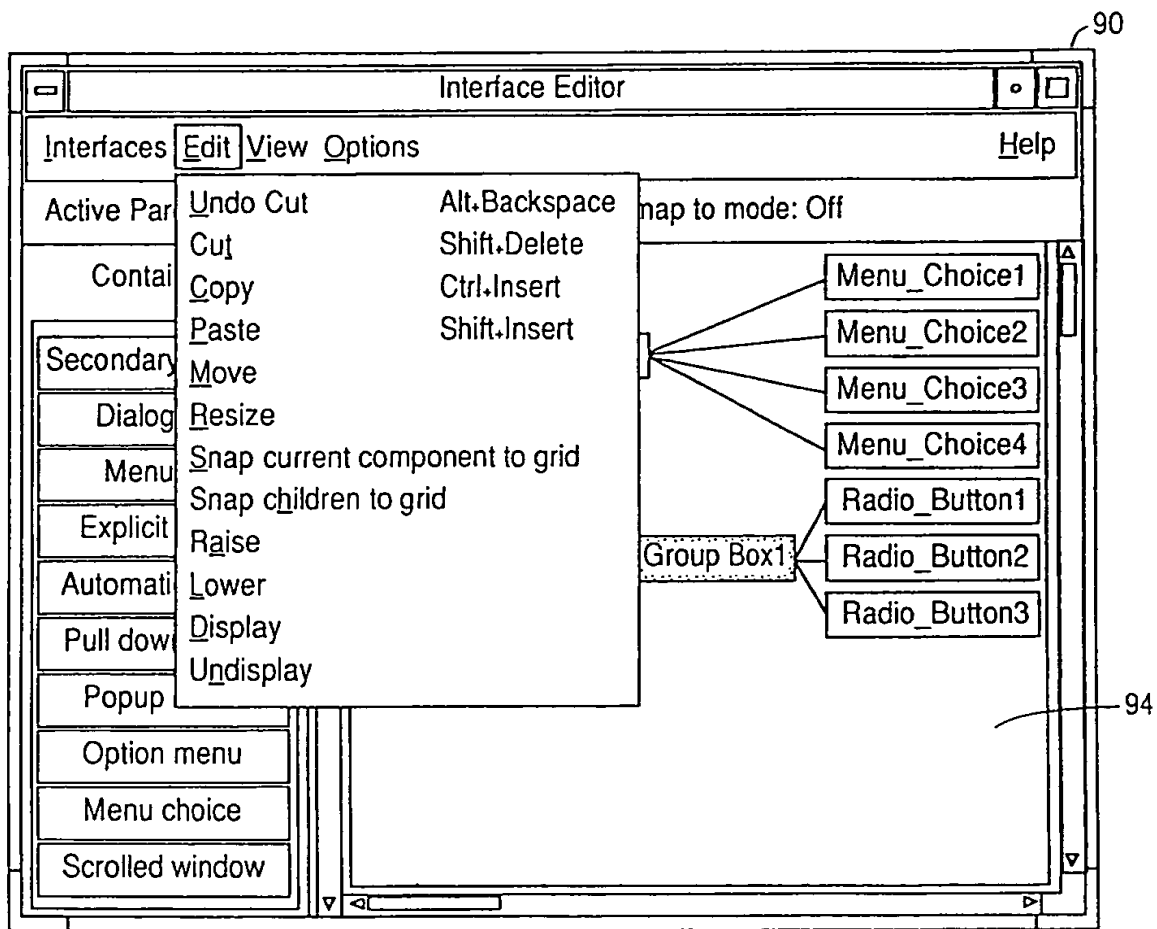 90
Interface Editor
Interfaces Edit View Options Help
Active Par
nap to mode: Off
Undo Cut Alt+Backspace
Cut Shift+Delete
Copy Ctrl+Insert
Paste Shift+Insert
Move
Resize
Snap current component to grid
Snap children to grid
Raise
Lower
Display
Undisplay
Contai
Secondary
Dialog
Menu
Explicit
Automati
Pull dow
Popup
Option menu
Menu choice
Scrolled window
Menu_Choice1
Menu_Choice2
Menu_Choice3
Menu_Choice4
Group Box1
Radio_Button1
Radio_Button2
Radio_Button3
94